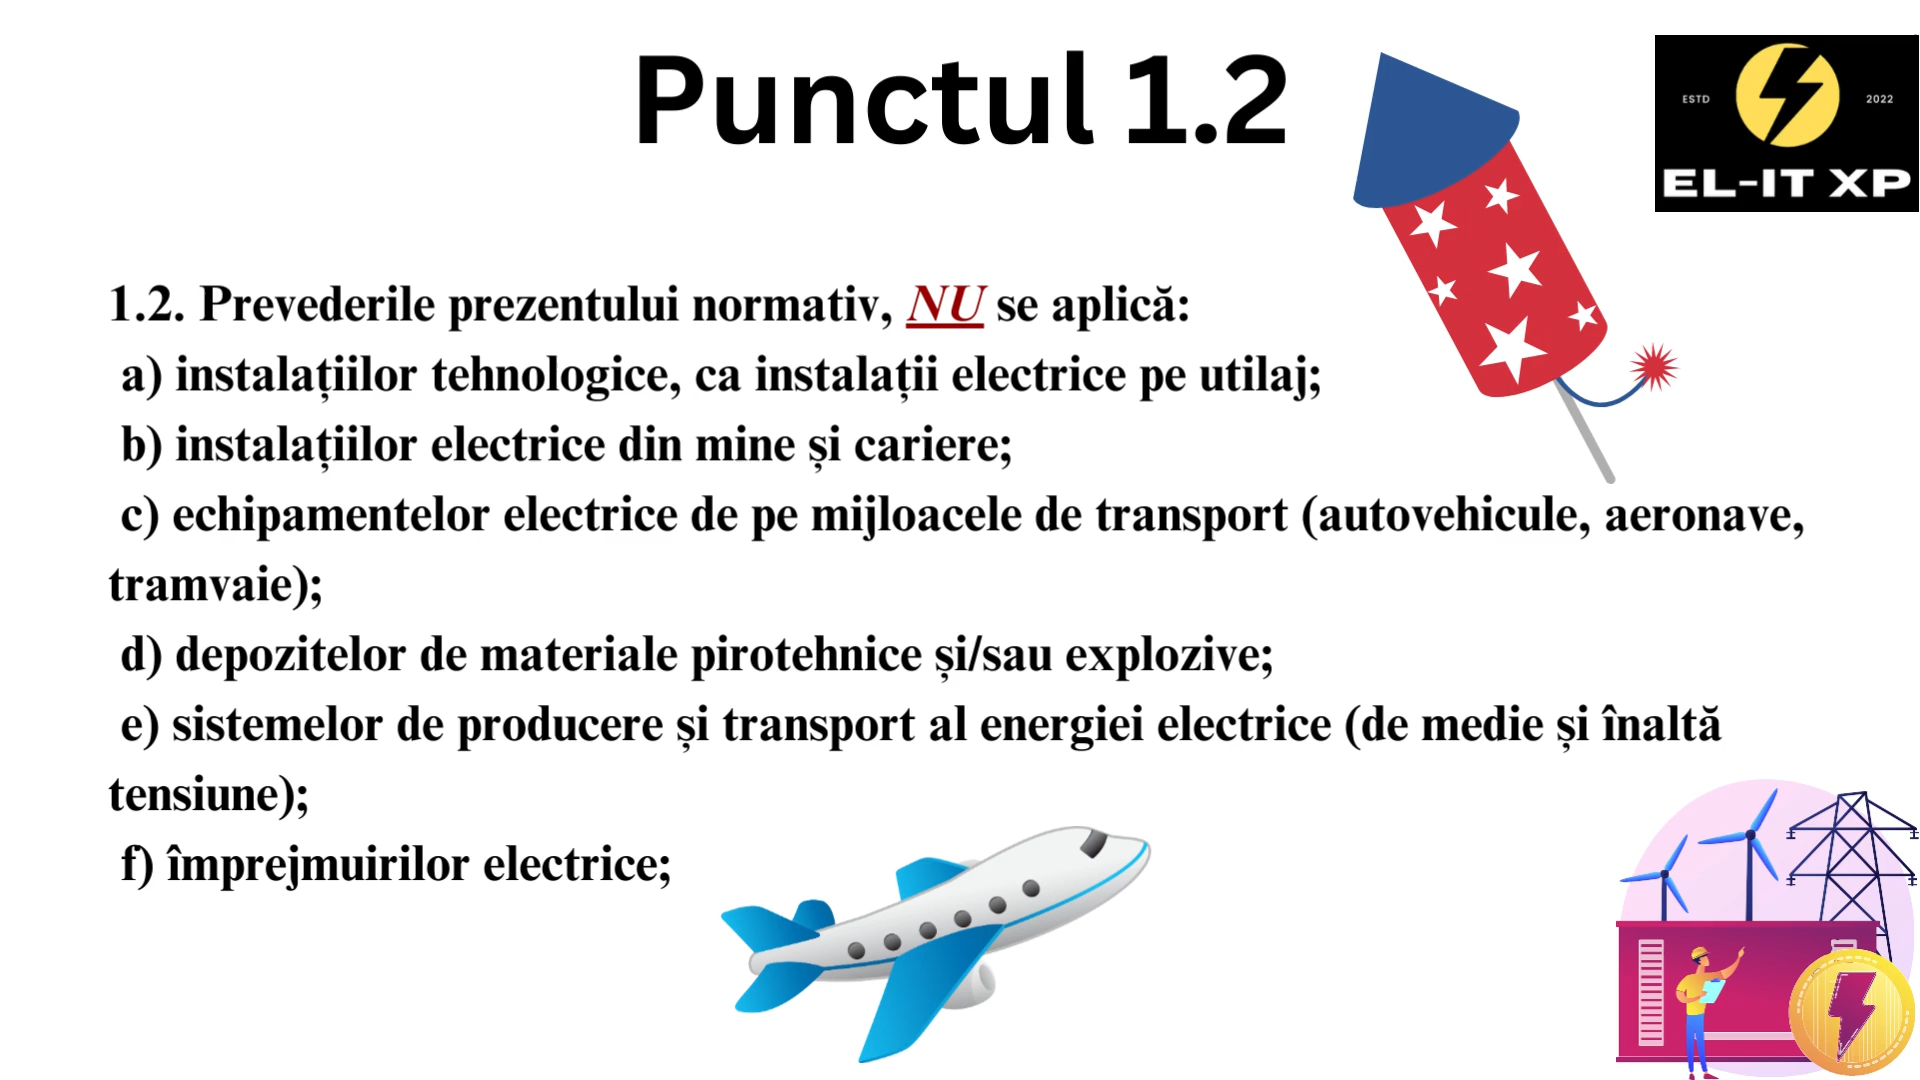 Punctul 1.2
ESTD
2022
EL-IT XP
1.2. Prevederile prezentului normativ, NU se aplică:
a) instalațiilor tehnologice, ca instalații electrice pe utilaj;
b) instalațiilor electrice din mine și cariere;
c) echipamentelor electrice de pe mijloacele de transport (autovehicule, aeronave,
tramvaie);
d) depozitelor de materiale pirotehnice și/sau explozive;
e) sistemelor de producere și transport al energiei electrice (de medie și înaltă
tensiune);
f) împrejmuirilor electrice;